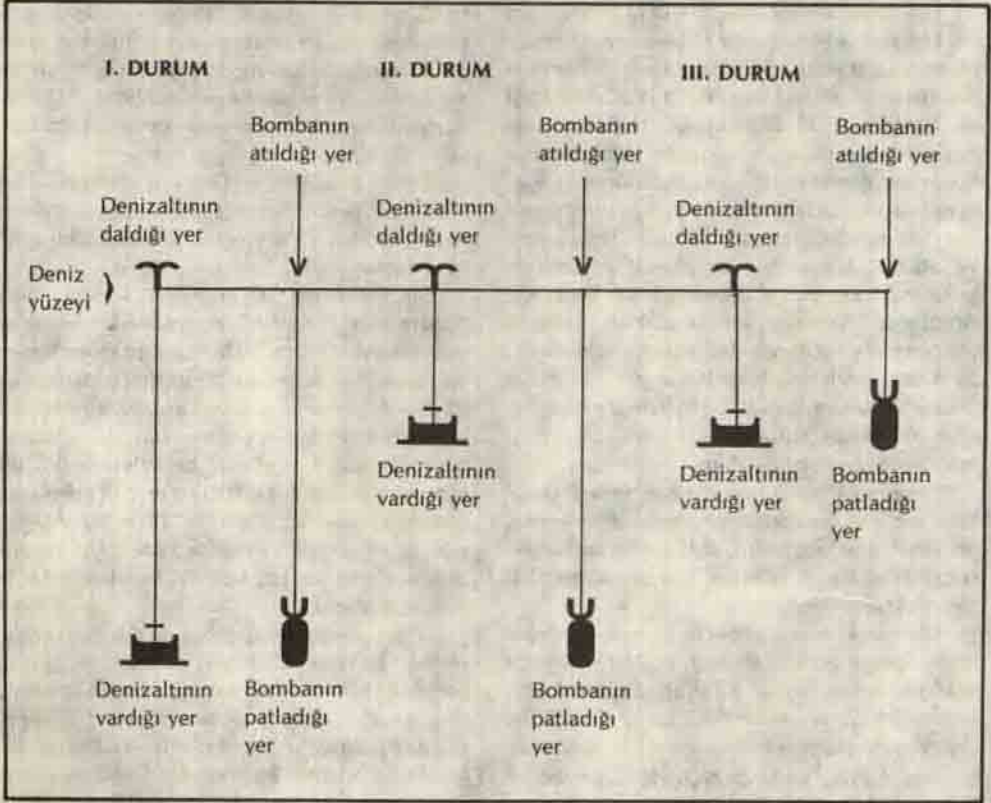 I. DURUM
II. DURUM
III. DURUM
Bombanın
atıldığı yer
Bombanın
atıldığı yer
Bombanın
atıldığı yer
Denizaltının
daldığı yer
Denizaltının
daldığı yer
Denizaltının
daldığı yer
Deniz
yüzeyi
Denizaltının
vardığı yer
Denizaltının
vardığı yer
Bombanın
patladığı
yer
Denizaltının
vardığı yer
Bombanın
patladığı
yer
Bombanın
patladığı
yer